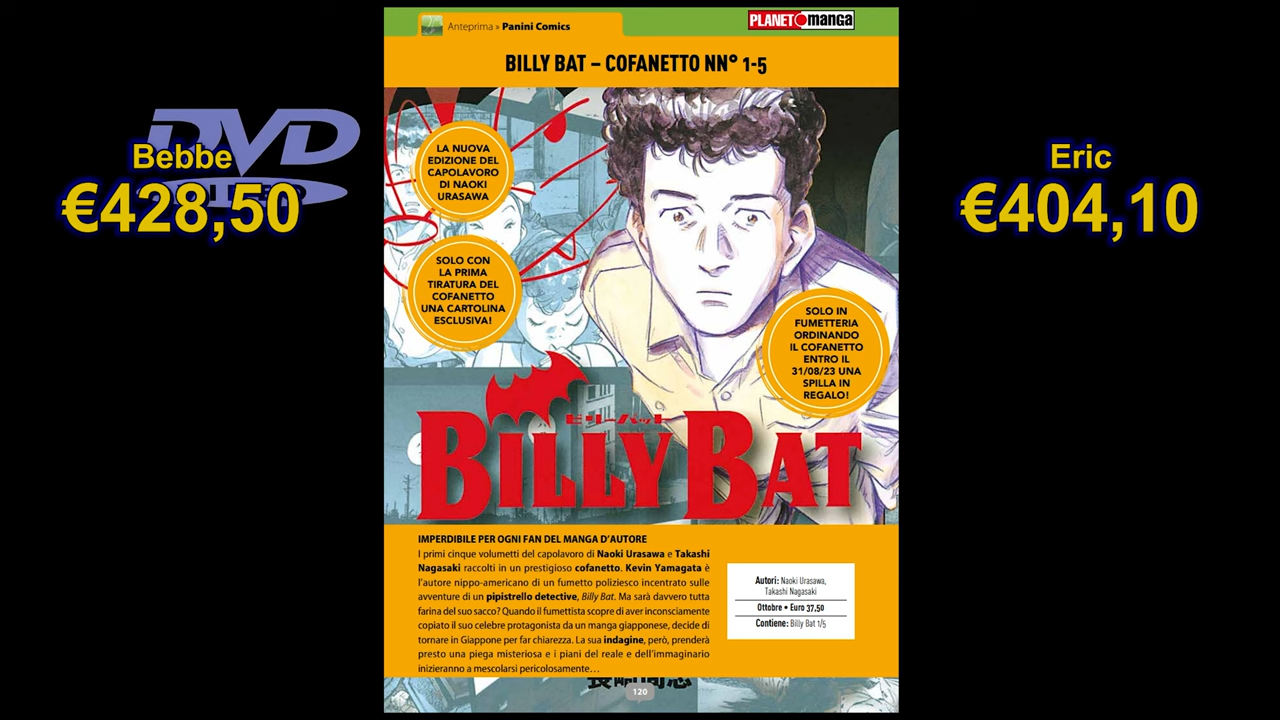 Anteprima » Panini Comics
PLANET manga
BILLY BAT – COFANETTO NN° 1-5
DVD
Bebbe
€428,50
Eric
€404,10
LA NUOVA
EDIZIONE DEL
CAPOLAVORO
DI NAOKI
URASAWA
SOLO CON
LA PRIMA
TIRATURA DEL
COFANETTO
UNA CARTOLINA
ESCLUSIVA!
SOLO IN
FUMETTERIA
ORDINANDO
IL COFANETTO
ENTRO IL
31/08/23 UNA
SPILLA IN
REGALO!
ビリーバット
BILLY BAT
IMPERDIBILE PER OGNI FAN DEL MANGA D'AUTORE
I primi cinque volumetti del capolavoro di Naoki Urasawa e Takashi
Nagasaki raccolti in un prestigioso cofanetto. Kevin Yamagata è
l'autore nippo-americano di un fumetto poliziesco incentrato sulle
avventure di un pipistrello detective, Billy Bat. Ma sarà davvero tutta
farina del suo sacco? Quando il fumettista scopre di aver inconsciamente
copiato il suo celebre protagonista da un manga giapponese, decide di
tornare in Giappone per far chiarezza. La sua indagine, però, prenderà
presto una piega misteriosa e i piani del reale e dell'immaginario
inizieranno a mescolarsi pericolosamente…
Autori: Naoki Urasawa,
Takashi Nagasaki
Ottobre • Euro 37,50
Contiene: Billy Bat 1/5
120